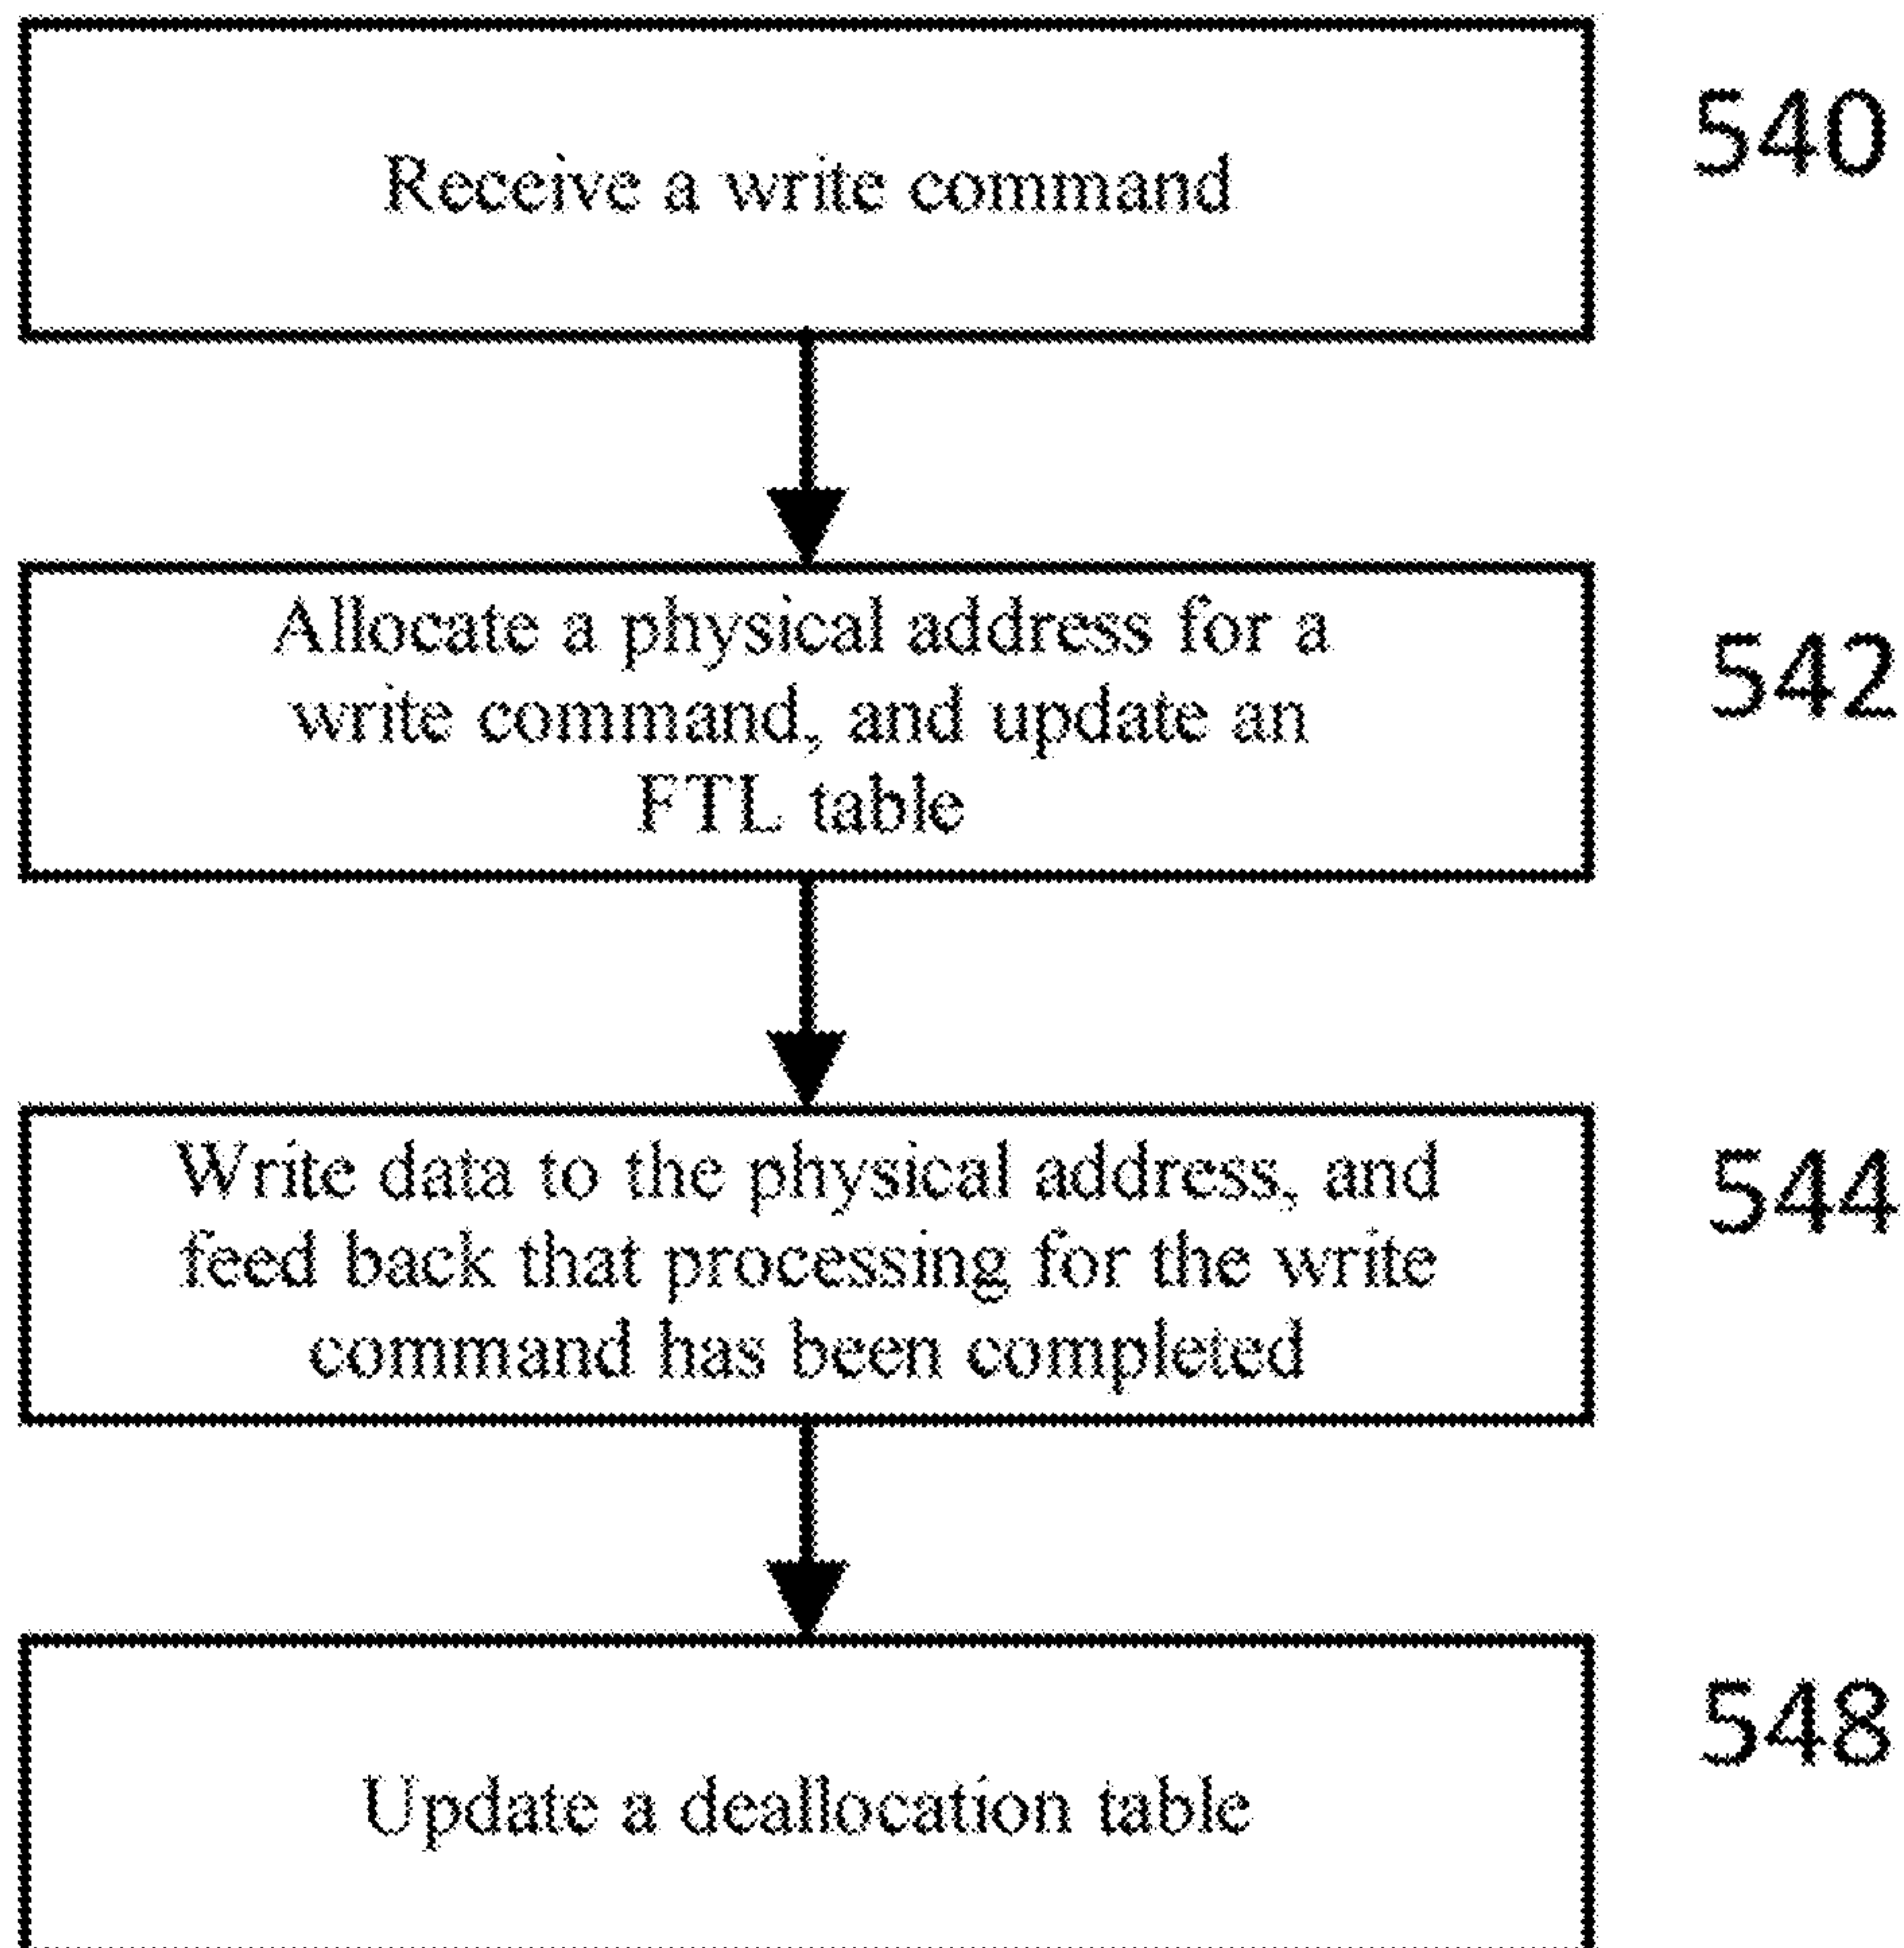 Receive a write command
540
Allocate a physical address for a
write command, and update an
FTL table
542
Write data to the physical address, and
feed back that processing for the write
command has been completed
544
Update a deallocation table
548